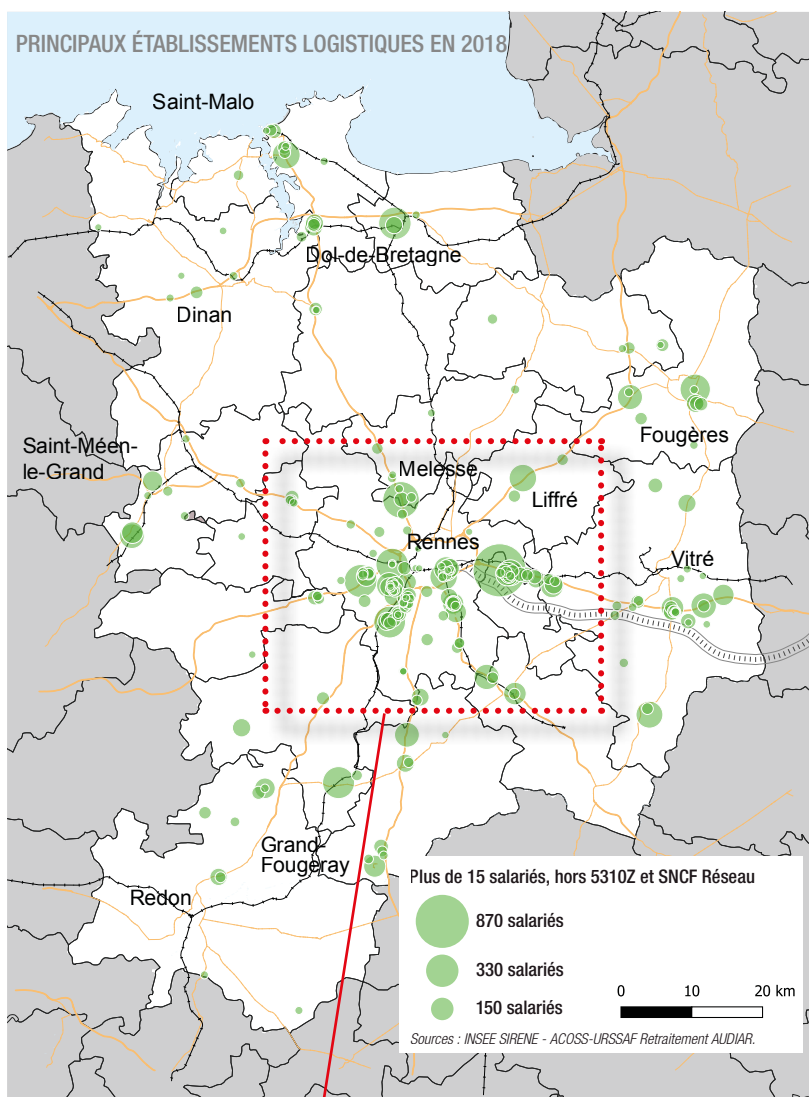 PRINCIPAUX ÉTABLISSEMENTS LOGISTIQUES EN 2018
Saint-Malo
Dol-de-Bretagne
Dinan
Saint-Méen-
le-Grand
Fougères
Melesse
Liffré
Rennes
Vitré
Grand-
Fougeray
Redon
Plus de 15 salariés, hors 5310Z et SNCF Réseau
870 salariés
330 salariés
150 salariés
0 10 20 km
Sources : INSEE SIRENE - ACOSS-URSSAF Retraitement AUDIAR.